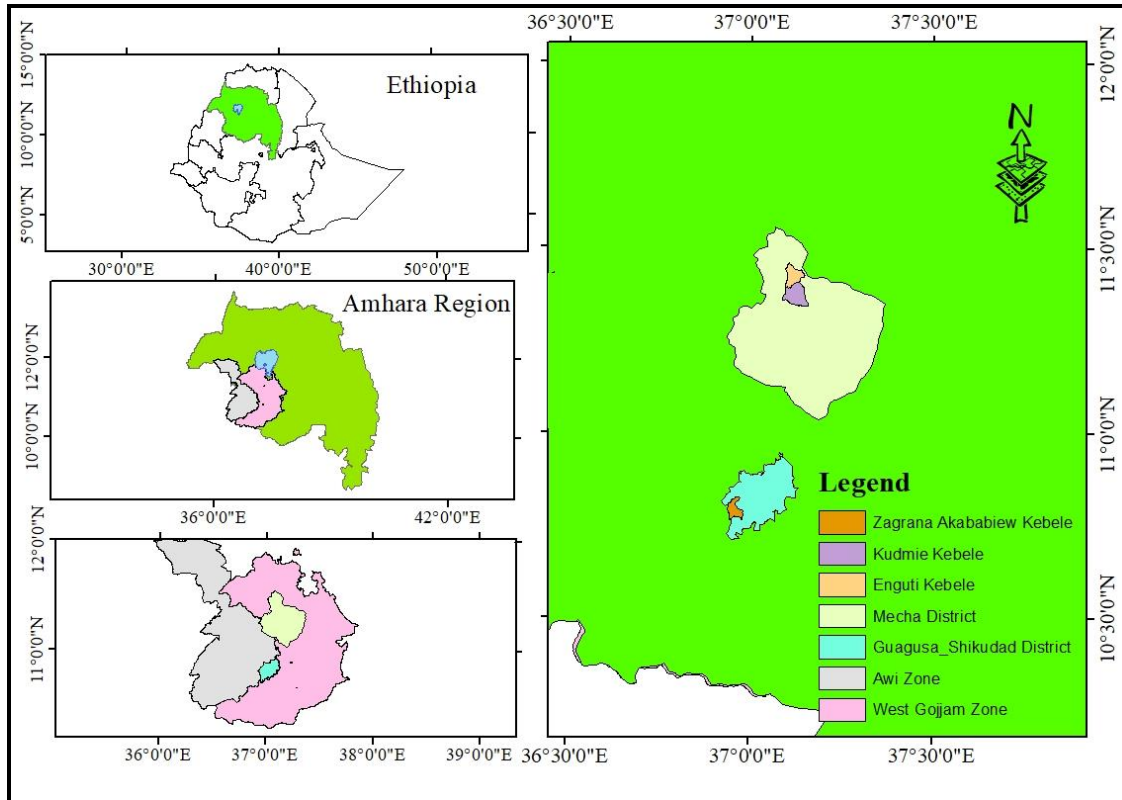 Ethiopia
15°0'0"N
10°0'0"N
5°0'0"N
30°0'0"E
40°0'0"E
50°0'0"E
Amhara Region
12°0'0"N
10°0'0"N
36°0'0"E
42°0'0"E
12°0'0"N
11°0'0"N
36°0'0"E
37°0'0"E
38°0'0"E
39°0'0"E
36°30'0"E
37°0'0"E
37°30'0"E
12°0'0"N
11°30'0"N
11°0'0"N
10°30'0"N
N
Legend
Zagrana Akababiew Kebele
Kudmie Kebele
Enguti Kebele
Mecha District
Guagusa_Shikudad District
Awi Zone
West Gojjam Zone
36°30'0"E
37°0'0"E
37°30'0"E